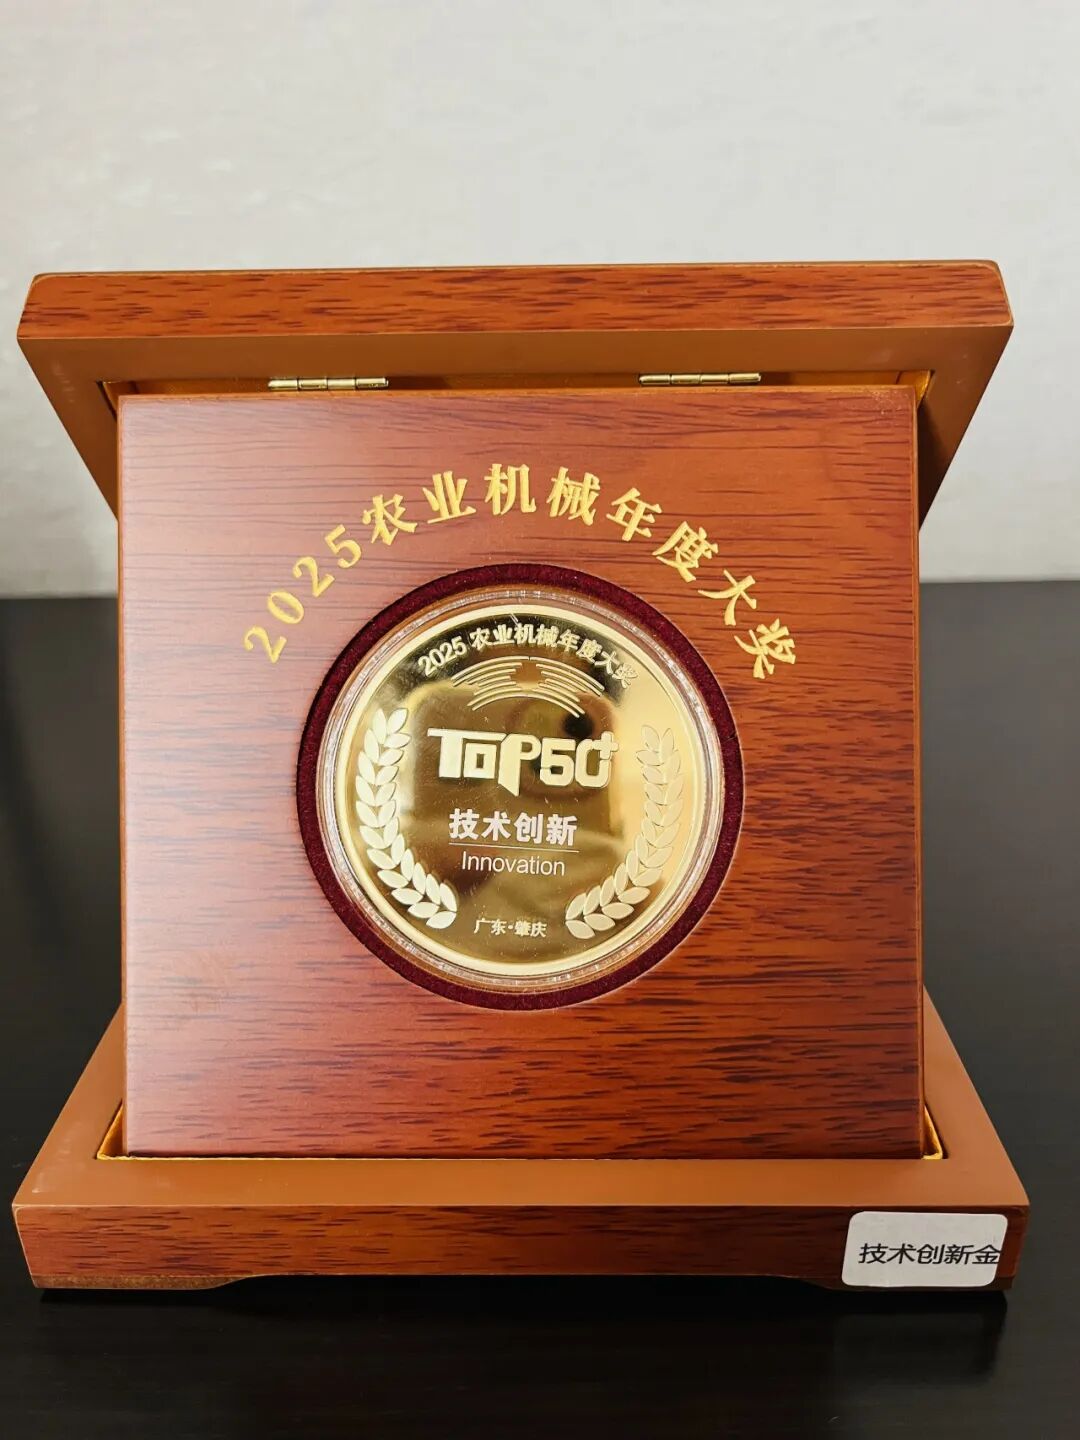 2025农业机械年度大奖
2025 农业机械年度大奖
TOP50+
技术创新
Innovation
广东·肇庆
技术创新金